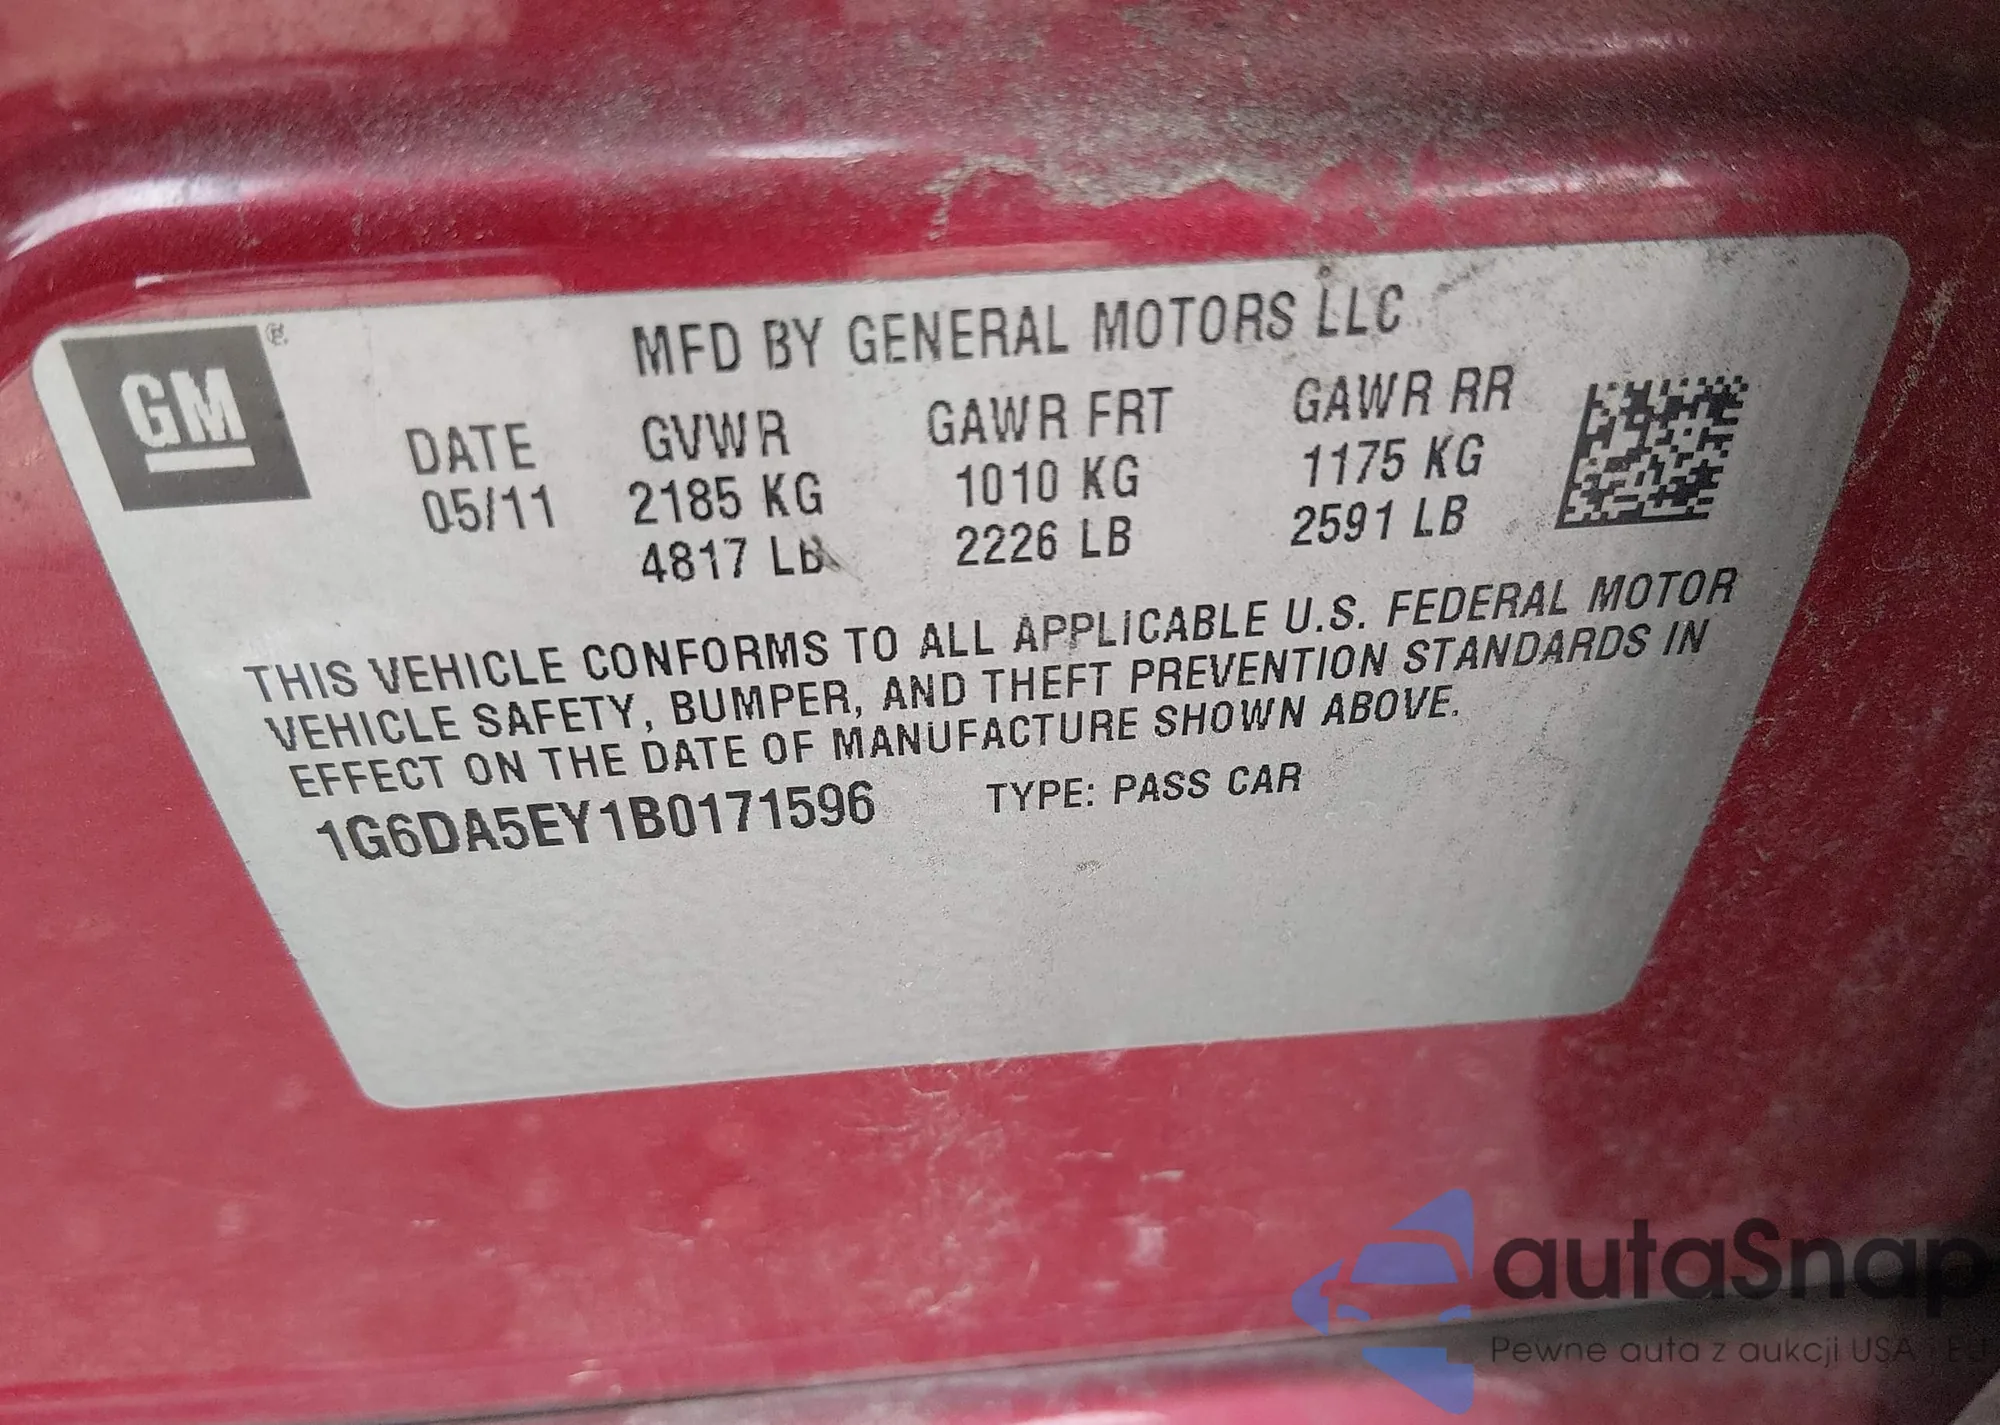 GM ®
MFD BY GENERAL MOTORS LLC
DATE GVWR GAWR FRT GAWR RR
05/11 2185 KG 1010 KG 1175 KG
4817 LB 2226 LB 2591 LB
THIS VEHICLE CONFORMS TO ALL APPLICABLE U.S. FEDERAL MOTOR
VEHICLE SAFETY, BUMPER, AND THEFT PREVENTION STANDARDS IN
EFFECT ON THE DATE OF MANUFACTURE SHOWN ABOVE.
1G6DA5EY1B0171596 TYPE: PASS CAR
autaSnap
Pewne auta z aukcji USA